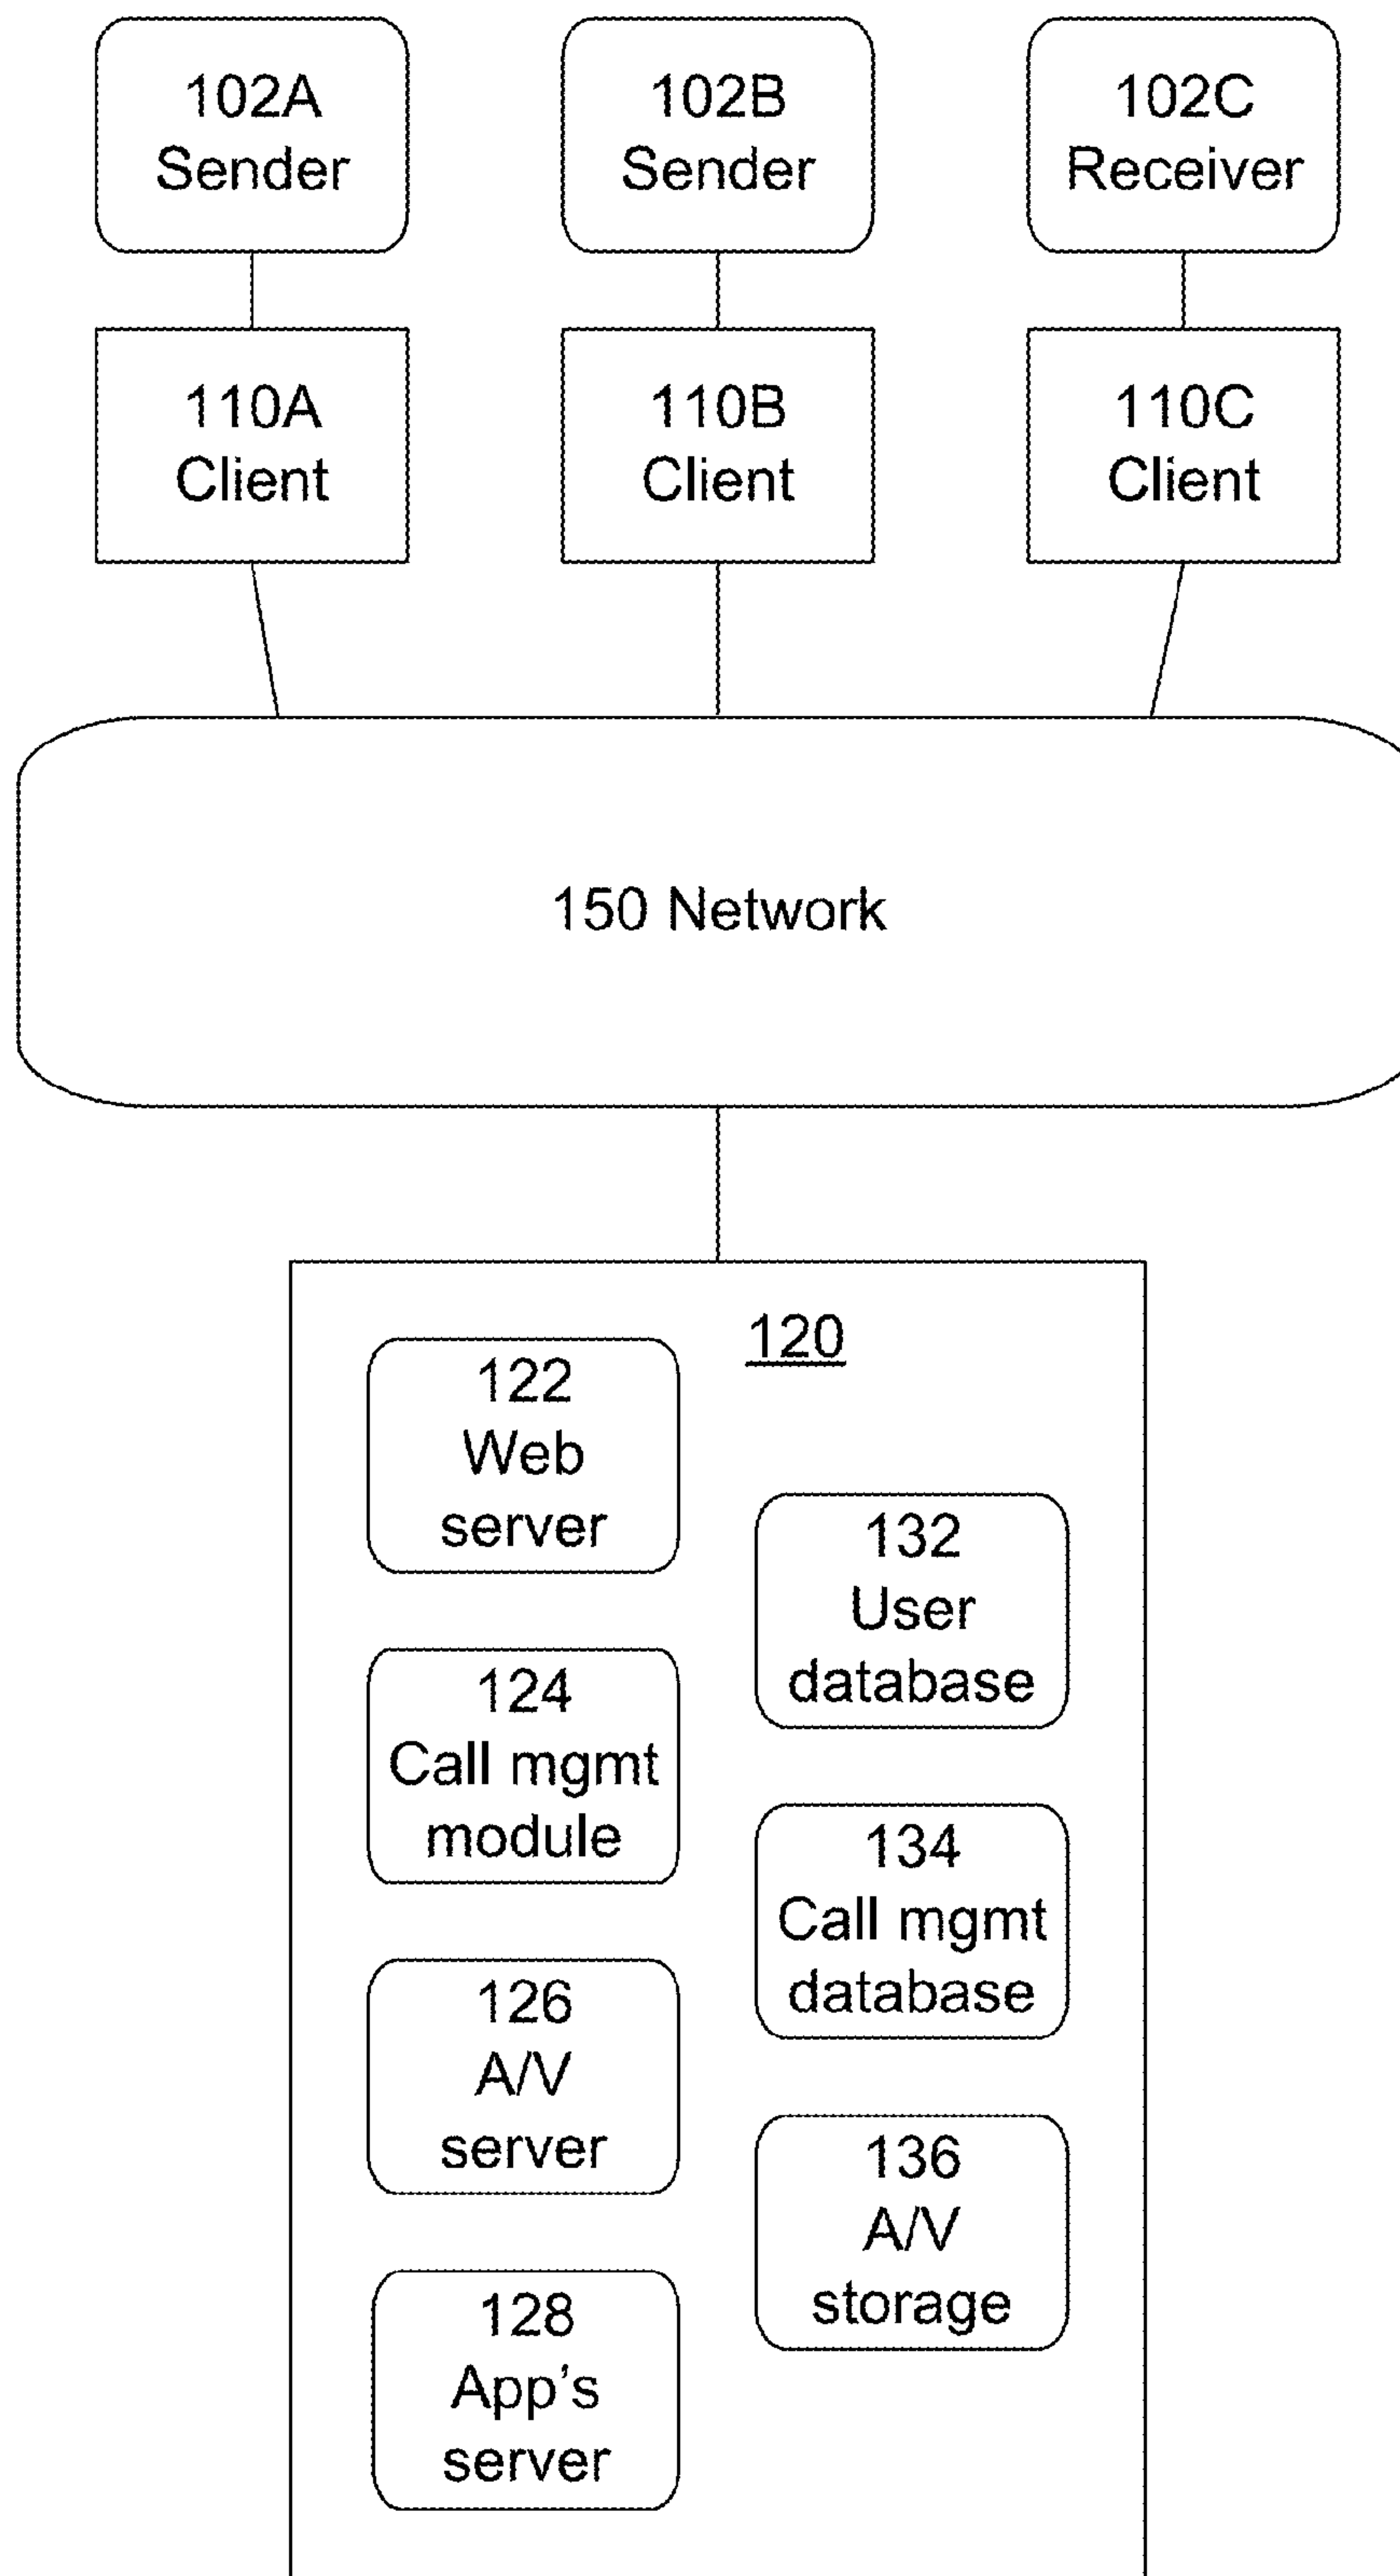 102A
Sender
102B
Sender
102C
Receiver
110A
Client
110B
Client
110C
Client
150 Network
120
122
Web
server
132
User
database
124
Call mgmt
module
134
Call mgmt
database
126
A/V
server
136
A/V
storage
128
App’s
server